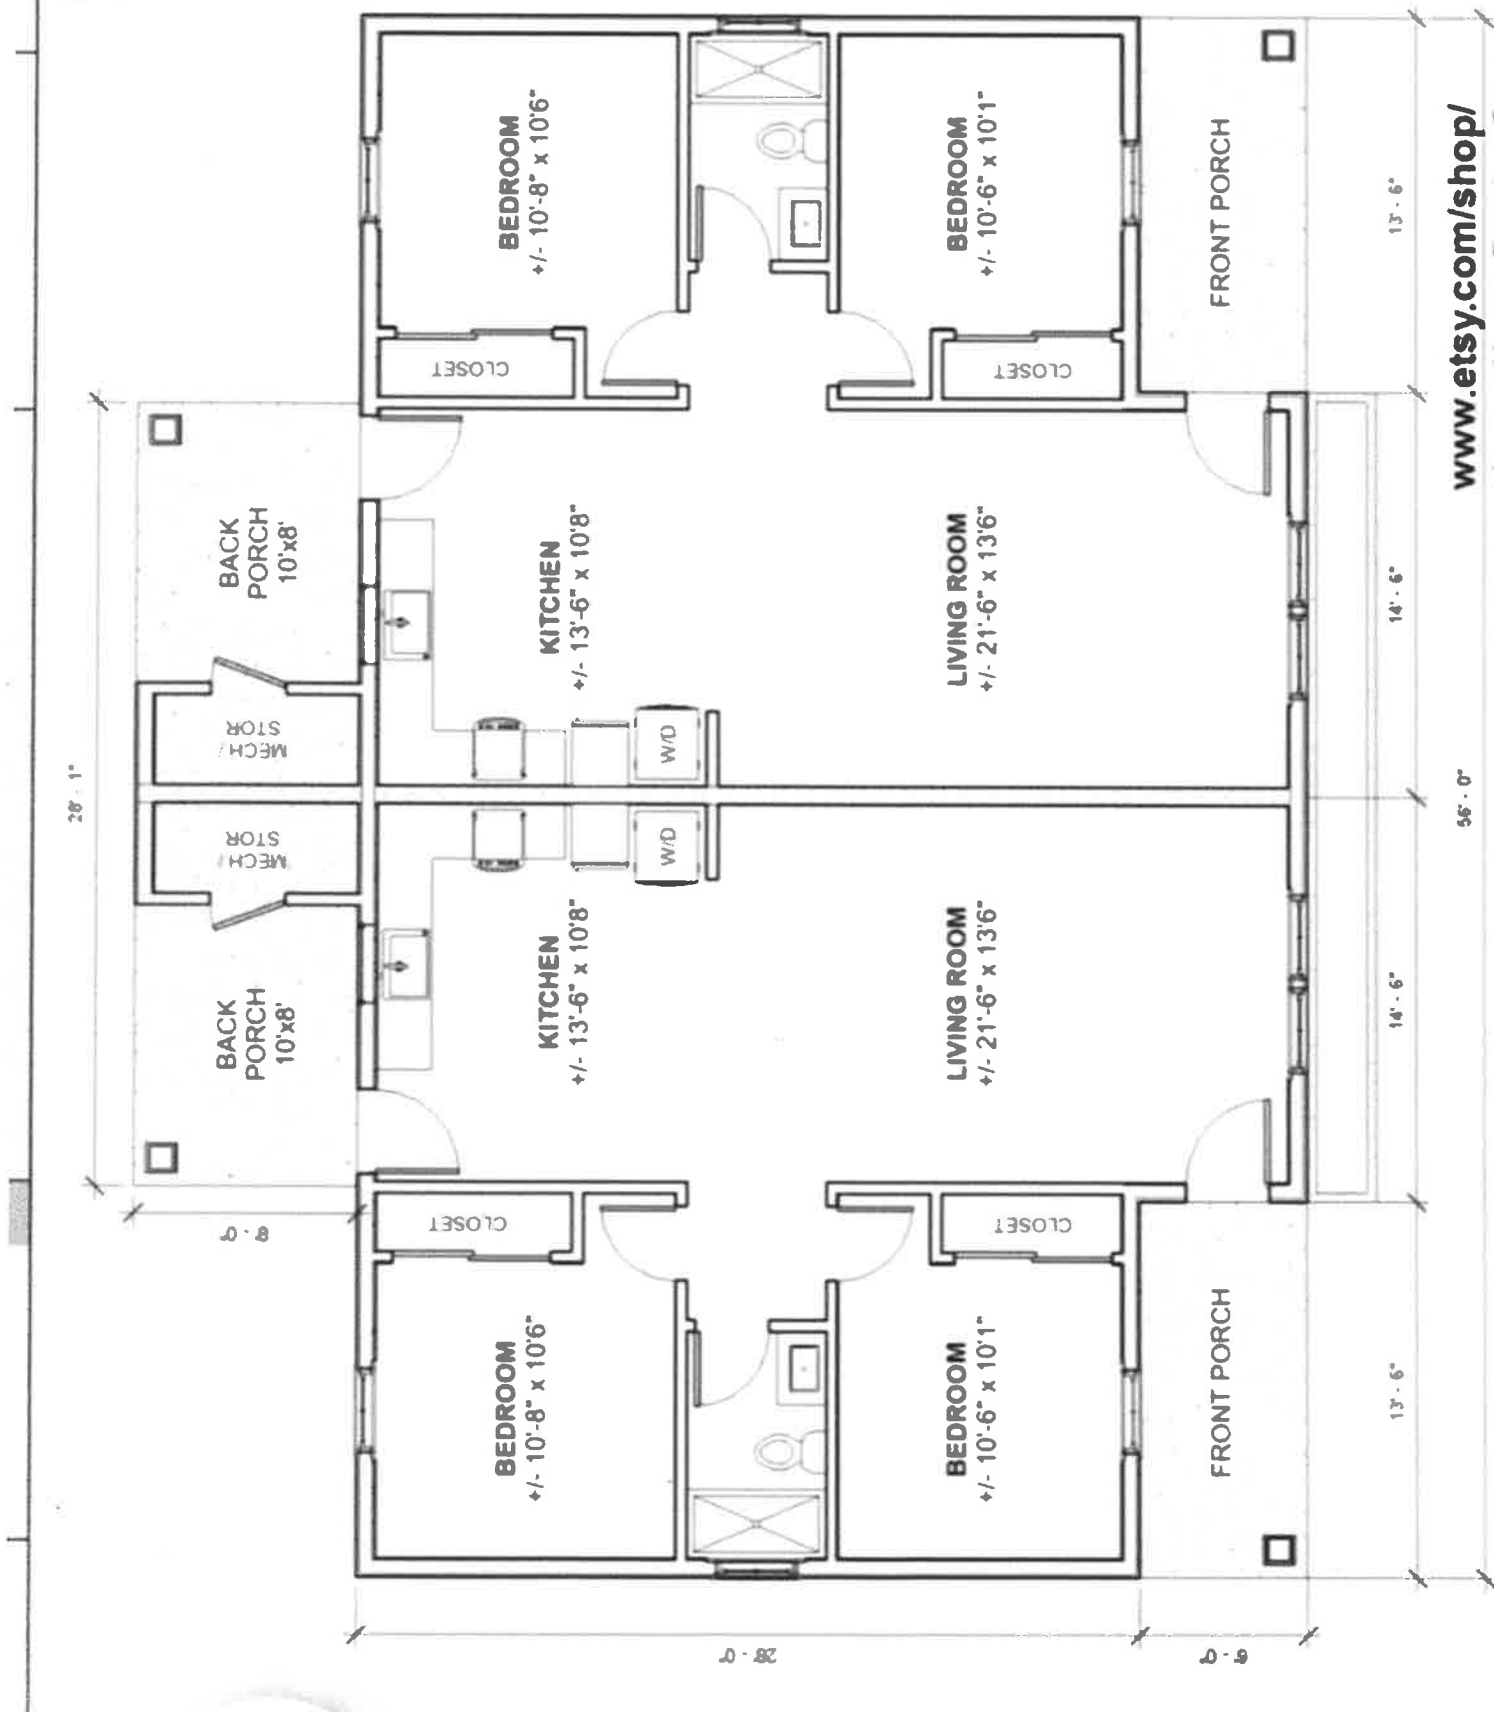 28' - 1"
BACK
PORCH
10'x8'
MECH /
STOR
MECH /
STOR
BACK
PORCH
10'x8'
8' - 0"
BEDROOM
+/- 10'-8" x 10'6"
CLOSET
KITCHEN
+/- 13'-6" x 10'8"
W/D
W/D
KITCHEN
+/- 13'-6" x 10'8"
CLOSET
BEDROOM
+/- 10'-8" x 10'6"
28' - 0"
BEDROOM
+/- 10'-6" x 10'1"
CLOSET
LIVING ROOM
+/- 21'-6" x 13'6"
LIVING ROOM
+/- 21'-6" x 13'6"
CLOSET
BEDROOM
+/- 10'-6" x 10'1"
6' - 0"
FRONT PORCH
FRONT PORCH
13' - 6"
14' - 6"
14' - 6"
13' - 6"
56' - 0"
www.etsy.com/shop/